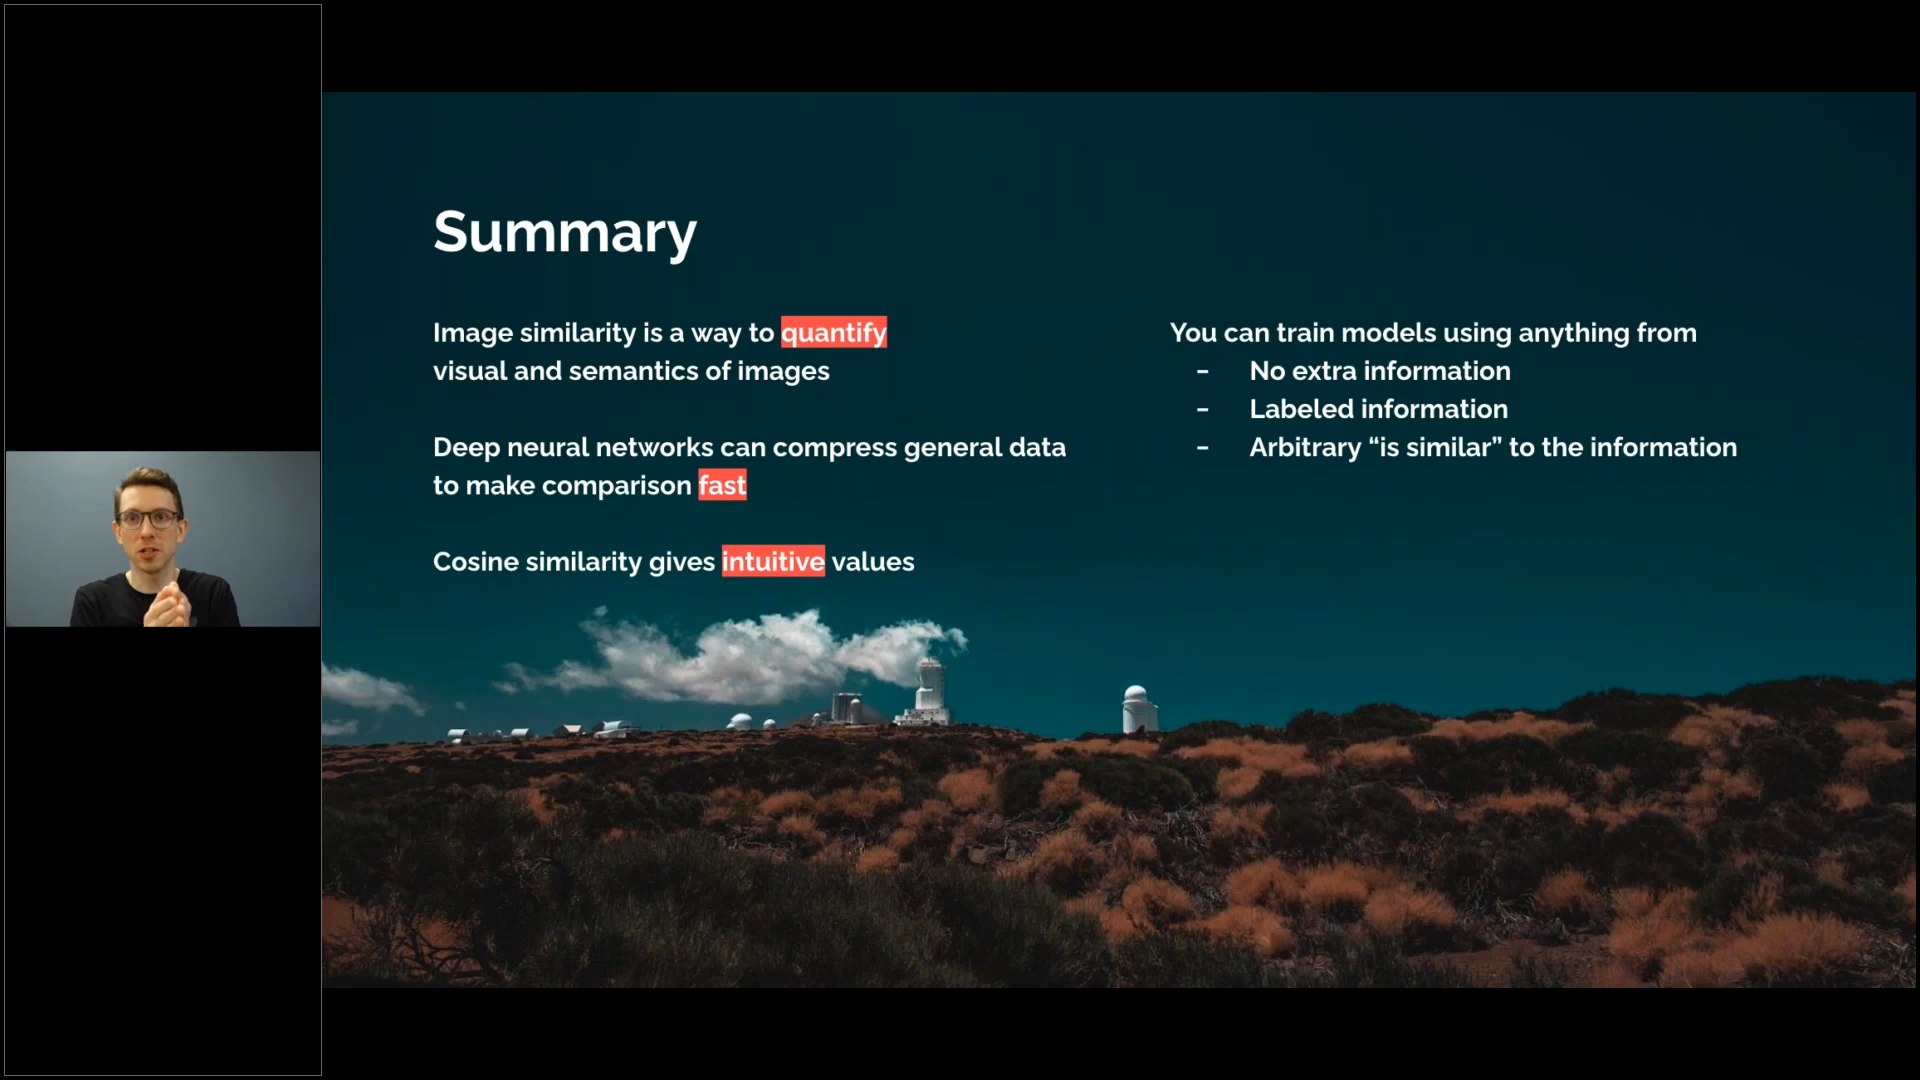 Summary
Image similarity is a way to quantify
visual and semantics of images
Deep neural networks can compress general data
to make comparison fast
Cosine similarity gives intuitive values
You can train models using anything from
- No extra information
- Labeled information
- Arbitrary “is similar” to the information